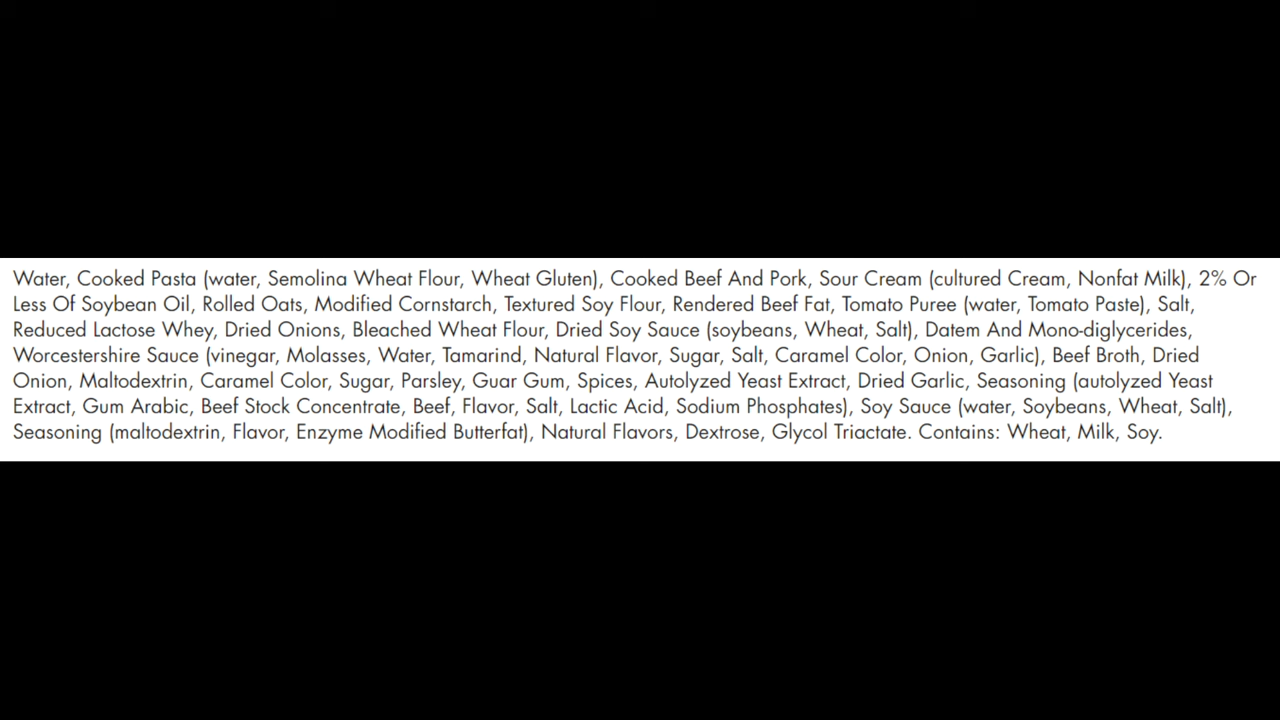 Water, Cooked Pasta (water, Semolina Wheat Flour, Wheat Gluten), Cooked Beef And Pork, Sour Cream (cultured Cream, Nonfat Milk), 2% Or
Less Of Soybean Oil, Rolled Oats, Modified Cornstarch, Textured Soy Flour, Rendered Beef Fat, Tomato Puree (water, Tomato Paste), Salt,
Reduced Lactose Whey, Dried Onions, Bleached Wheat Flour, Dried Soy Sauce (soybeans, Wheat, Salt), Datem And Mono-diglycerides,
Worcestershire Sauce (vinegar, Molasses, Water, Tamarind, Natural Flavor, Sugar, Salt, Caramel Color, Onion, Garlic), Beef Broth, Dried
Onion, Maltodextrin, Caramel Color, Sugar, Parsley, Guar Gum, Spices, Autolyzed Yeast Extract, Dried Garlic, Seasoning (autolyzed Yeast
Extract, Gum Arabic, Beef Stock Concentrate, Beef, Flavor, Salt, Lactic Acid, Sodium Phosphates), Soy Sauce (water, Soybeans, Wheat, Salt),
Seasoning (maltodextrin, Flavor, Enzyme Modified Butterfat), Natural Flavors, Dextrose, Glycol Triactate. Contains: Wheat, Milk, Soy.